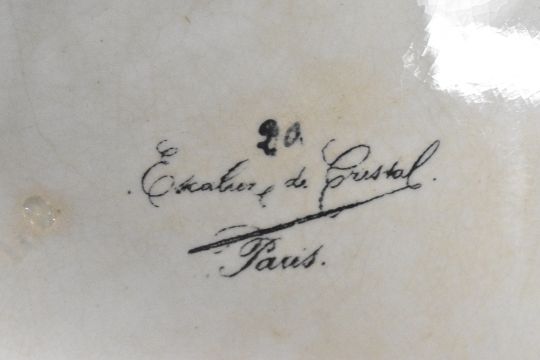 20
Escalier de Cristal.
Paris.